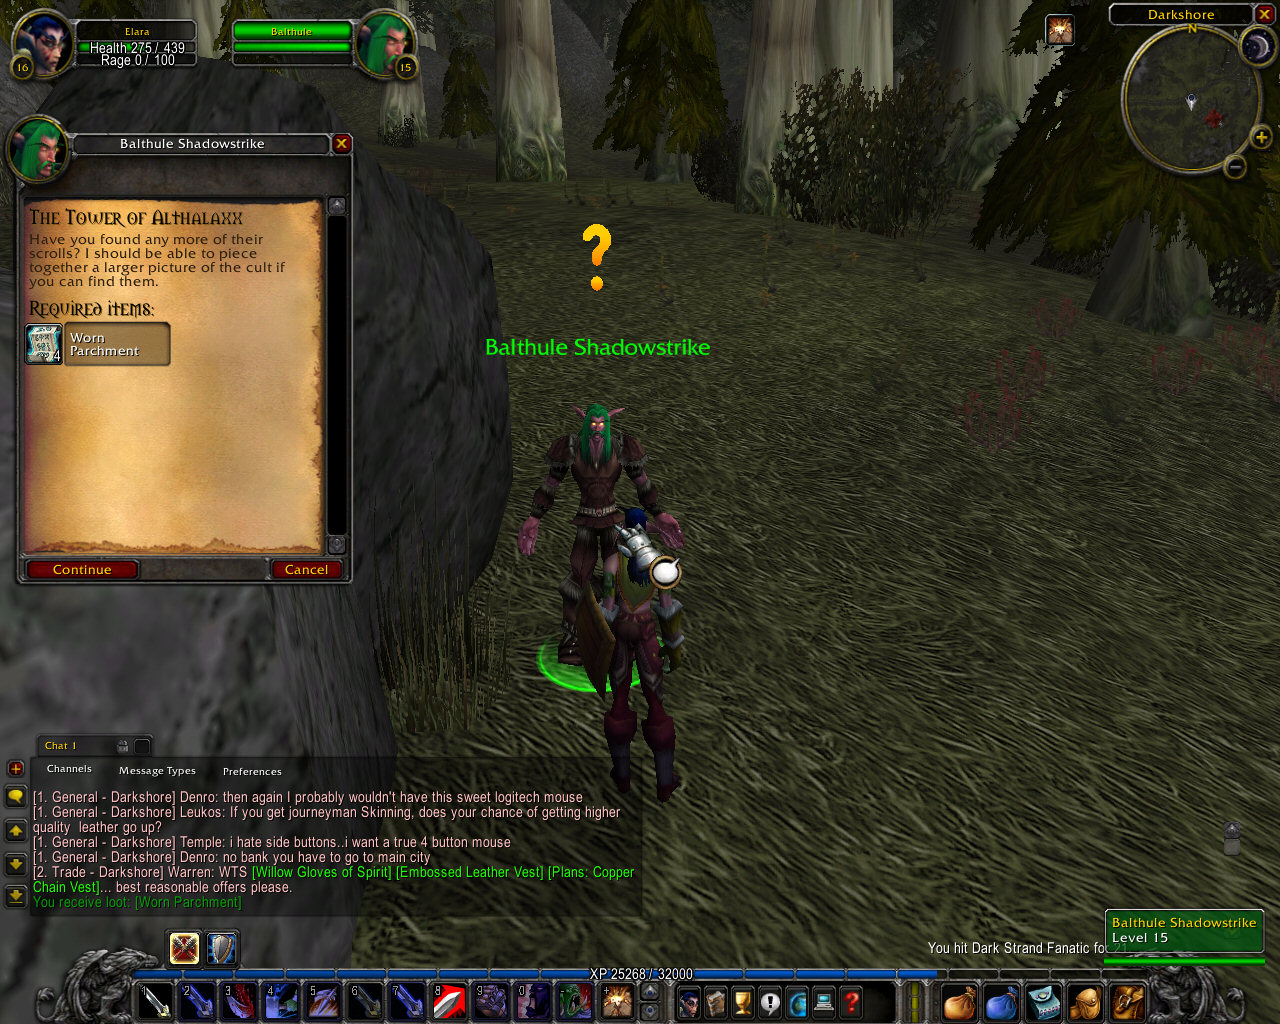 Elara
Health 275 / 439
Rage 0 / 100
16
Balthule
15
Darkshore
N
Balthule Shadowstrike
The Tower of Althalaxx
Have you found any more of their
scrolls? I should be able to piece
together a larger picture of the cult if
you can find them.
Required items:
4
Worn
Parchment
Continue
Cancel
?
Balthule Shadowstrike
Chat 1
Channels
Message Types
Preferences
[1. General - Darkshore] Denro: then again I probably wouldn't have this sweet logitech mouse
[1. General - Darkshore] Leukos: If you get journeyman Skinning, does your chance of getting higher
quality leather go up?
[1. General - Darkshore] Temple: i hate side buttons..i want a true 4 button mouse
[1. General - Darkshore] Denro: no bank you have to go to main city
[2. Trade - Darkshore] Warren: WTS [Willow Gloves of Spirit] [Embossed Leather Vest] [Plans: Copper
Chain Vest]... best reasonable offers please.
You receive loot: [Worn Parchment]
Balthule Shadowstrike
Level 15
You hit Dark Strand Fanatic for 21
XP 25268 / 32000
1 2 3 4 5 6 7 8 9 0 - +